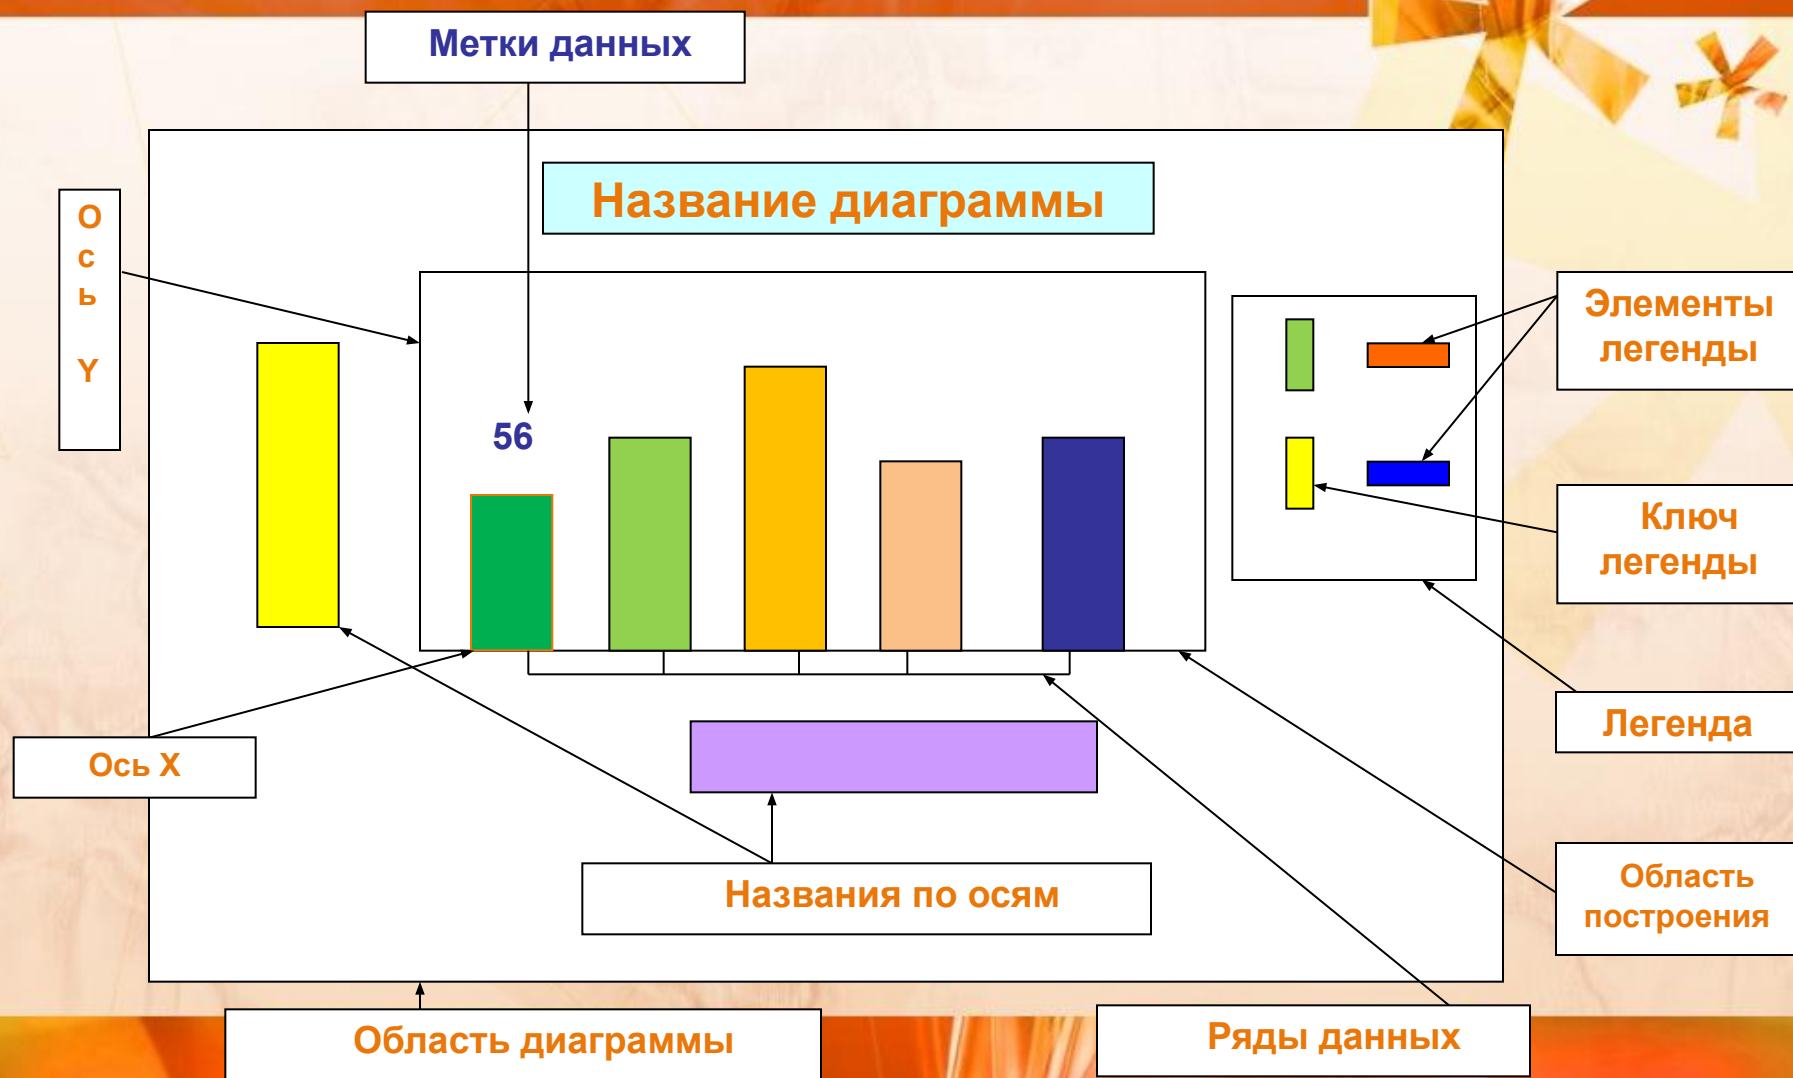 Метки данных
Название диаграммы
О
с
ь
Y
Элементы
легенды
56
Ключ
легенды
Легенда
Ось X
Названия по осям
Область
построения
Область диаграммы
Ряды данных